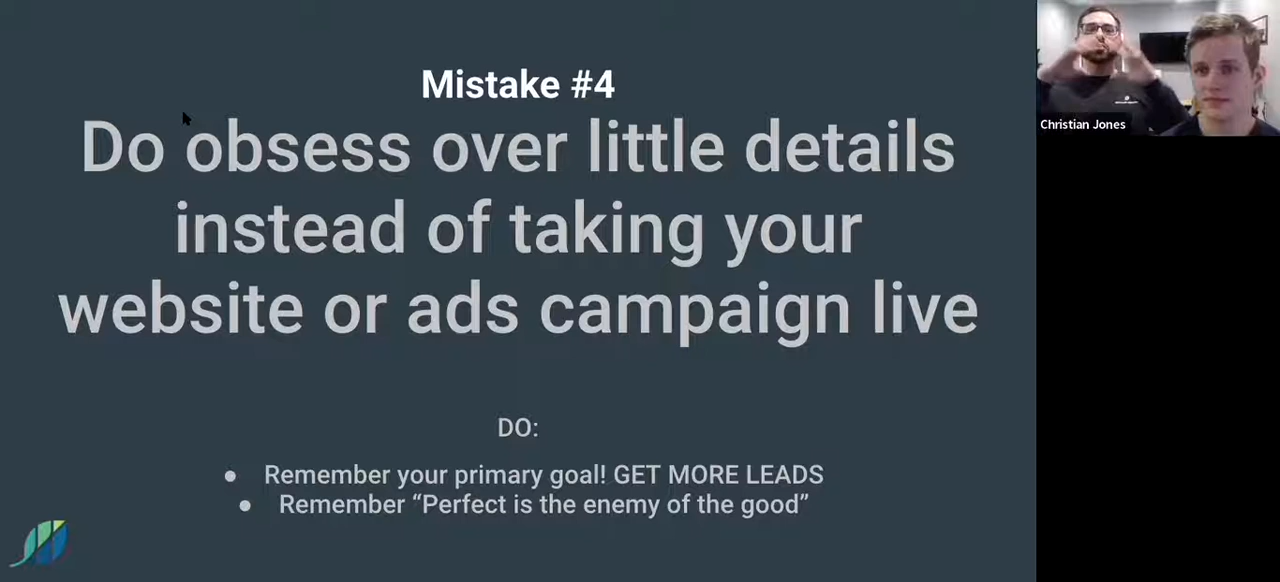 Mistake #4
Do obsess over little details
instead of taking your
website or ads campaign live
DO:
● Remember your primary goal! GET MORE LEADS
● Remember “Perfect is the enemy of the good”
Christian Jones